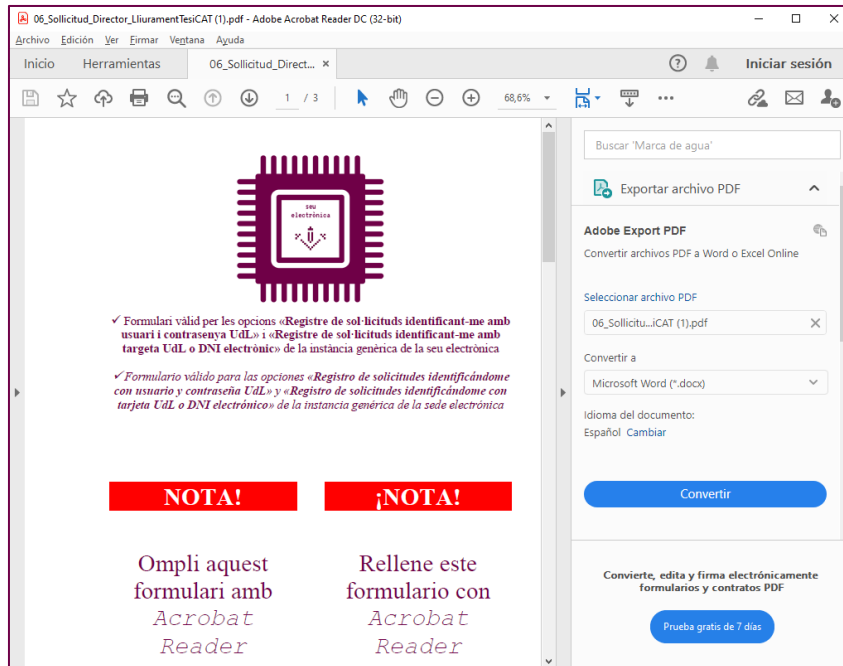 06_Sollicitud_Director_LliuramentTesiCAT (1).pdf - Adobe Acrobat Reader DC (32-bit)
Archivo Edición Ver Firmar Ventana Ayuda
Inicio Herramientas 06_Sollicitud_Direct... × Iniciar sesión
1 / 3 68,6%
seu
electrònica
✓ Formulari vàlid per les opcions «Registre de sol·licituds identificant-me amb
usuari i contrasenya UdL» i «Registre de sol·licituds identificant-me amb
targeta UdL o DNI electrònic» de la instància genèrica de la seu electrònica
✓ Formulario válido para las opciones «Registro de solicitudes identificándome
con usuario y contraseña UdL» y «Registro de solicitudes identificándome con
tarjeta UdL o DNI electrónico» de la instancia genérica de la sede electrónica
NOTA! ¡NOTA!
Ompli aquest
formulari amb
Acrobat
Reader
Rellene este
formulario con
Acrobat
Reader
Buscar 'Marca de agua'
Exportar archivo PDF
Adobe Export PDF
Convertir archivos PDF a Word o Excel Online
Seleccionar archivo PDF
06_Sollicitu...iCAT (1).pdf
Convertir a
Microsoft Word (*.docx)
Idioma del documento:
Español Cambiar
Convertir
Convierte, edita y firma electrónicamente
formularios y contratos PDF
Prueba gratis de 7 días